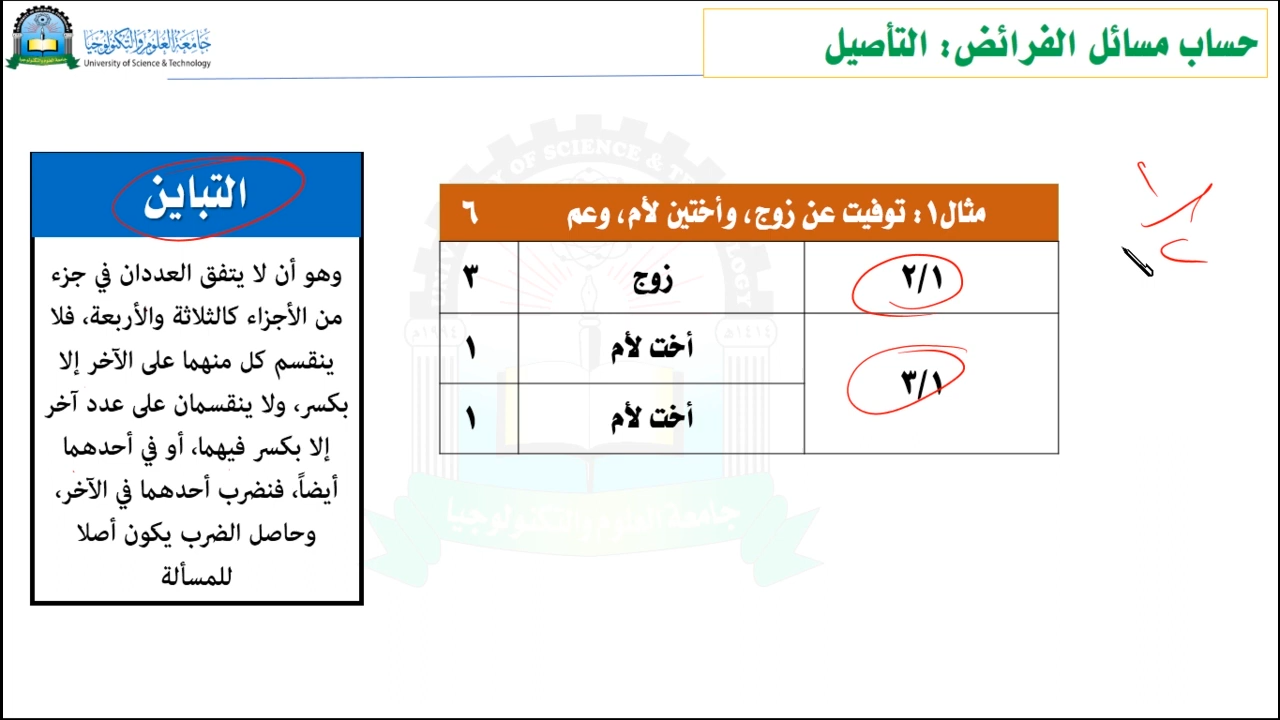 حساب مسائل الفرائض: التأصيل
جامعة العلوم والتكنولوجيا
University of Science & Technology
مثال١: توفيت عن زوج، وأختين لأم، وعم ٦
٢/١ زوج ٣
٣/١ أخت لأم ١
أخت لأم ١
التباين
وهو أن لا يتفق العددان في جزء
من الأجزاء كالثلاثة والأربعة، فلا
ينقسم كل منهما على الآخر إلا
بكسر، ولا ينقسمان على عدد آخر
إلا بكسر فيهما، أو في أحدهما
أيضاً، فنضرب أحدهما في الآخر،
وحاصل الضرب يكون أصلا
للمسألة
جامعة العلوم والتكنولوجيا